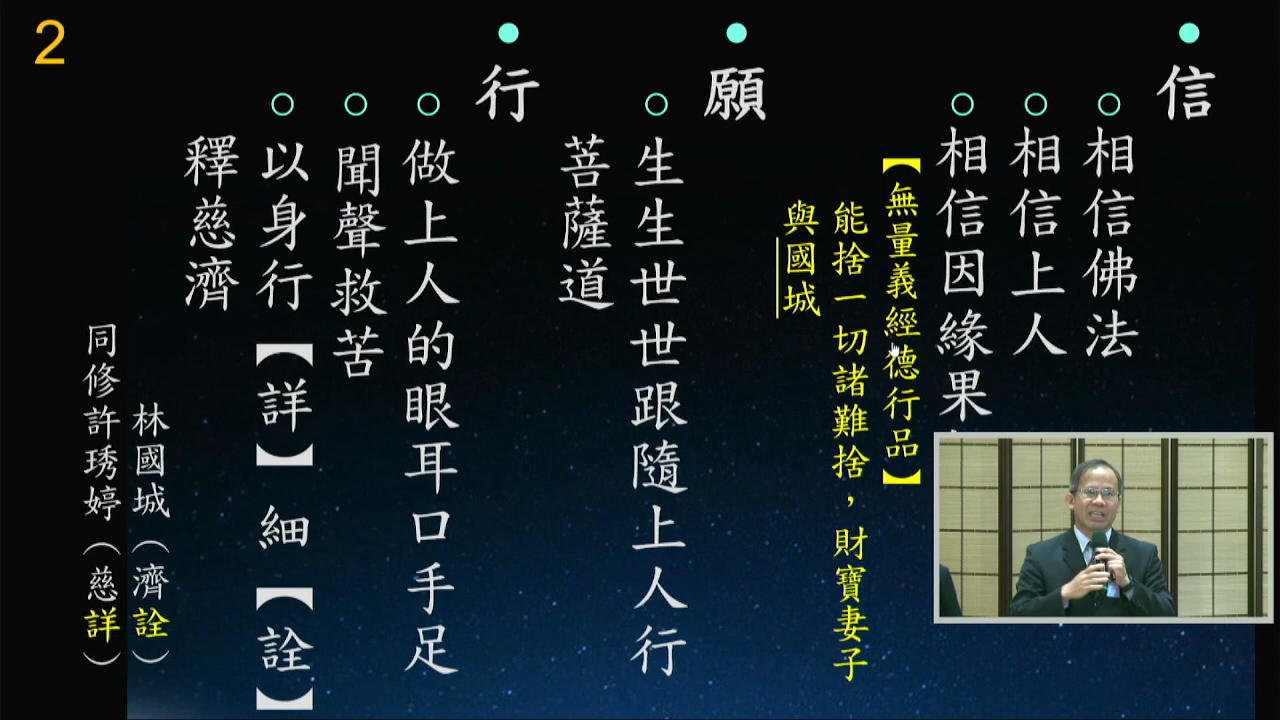 2
信
相信佛法
相信上人
相信因緣果
【無量義經德行品】
能捨一切諸難捨，財寶妻子
與國城
願
生生世世跟隨上人行
菩薩道
行
做上人的眼耳口手足
聞聲救苦
以身行【詳】細【詮】
釋慈濟
林國城（濟詮）
同修許琇婷（慈詳）